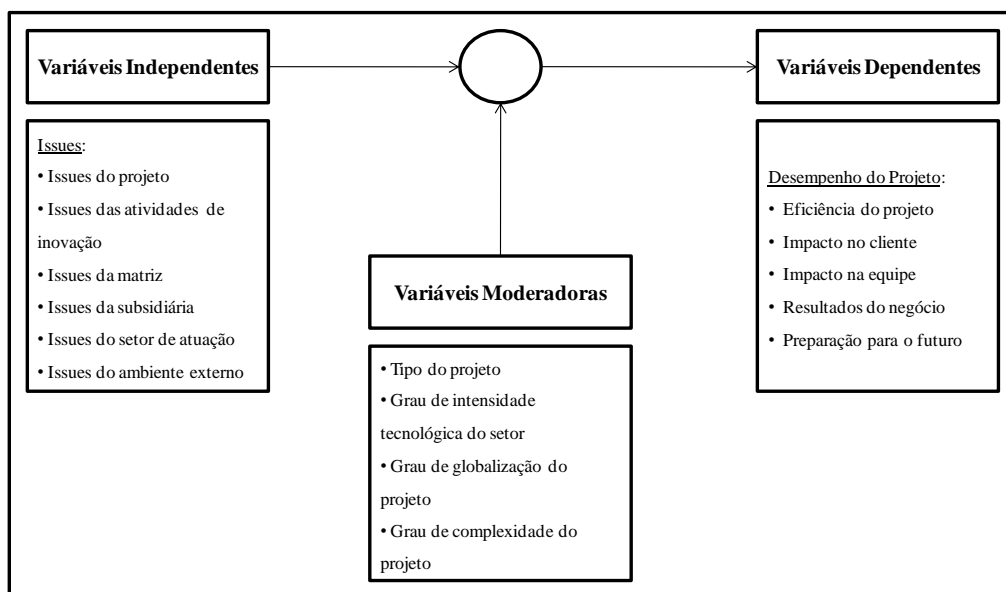 Variáveis Independentes
Issues:
• Issues do projeto
• Issues das atividades de
inovação
• Issues da matriz
• Issues da subsidiária
• Issues do setor de atuação
• Issues do ambiente externo
Variáveis Moderadoras
• Tipo do projeto
• Grau de intensidade
tecnológica do setor
• Grau de globalização do
projeto
• Grau de complexidade do
projeto
Variáveis Dependentes
Desempenho do Projeto:
• Eficiência do projeto
• Impacto no cliente
• Impacto na equipe
• Resultados do negócio
• Preparação para o futuro